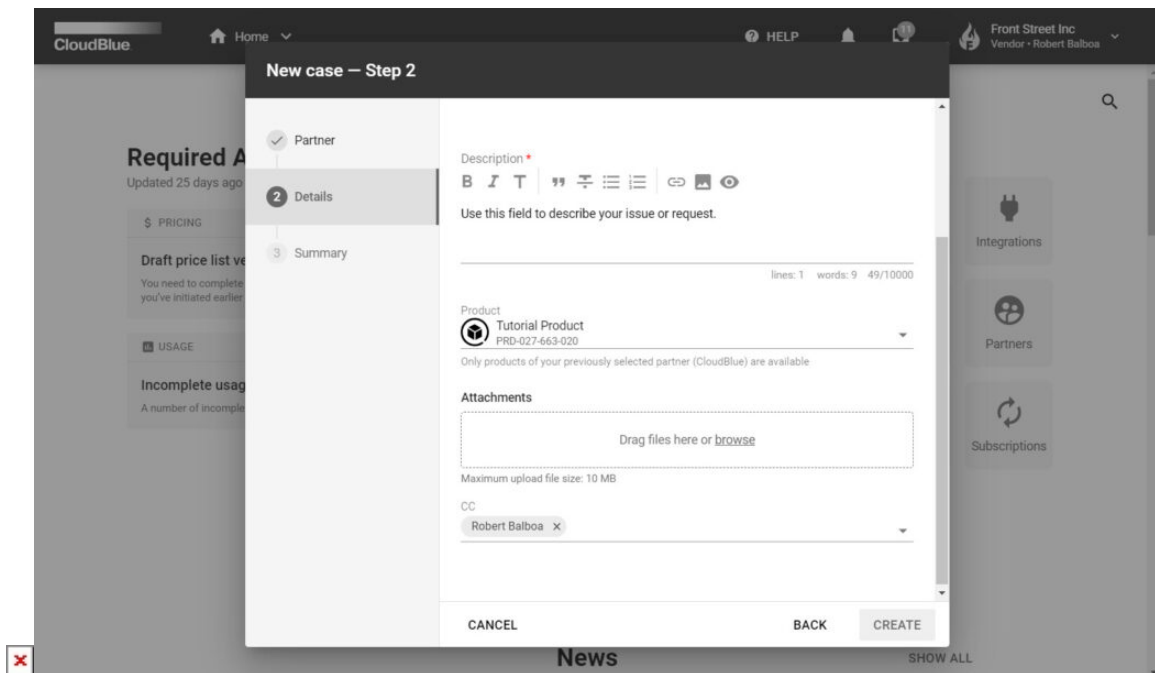 CloudBlue
Home
HELP
11
Front Street Inc
Vendor • Robert Balboa
New case — Step 2
Partner
2 Details
3 Summary
Required A
Updated 25 days ago
$ PRICING
Draft price list ve
You need to complete
you've initiated earlier
USAGE
Incomplete usag
A number of incomple
Description *
B I T
Use this field to describe your issue or request.
lines: 1 words: 9 49/10000
Product
Tutorial Product
PRD-027-663-020
Only products of your previously selected partner (CloudBlue) are available
Attachments
Drag files here or browse
Maximum upload file size: 10 MB
CC
Robert Balboa ×
CANCEL
BACK
CREATE
Integrations
Partners
Subscriptions
News
SHOW ALL